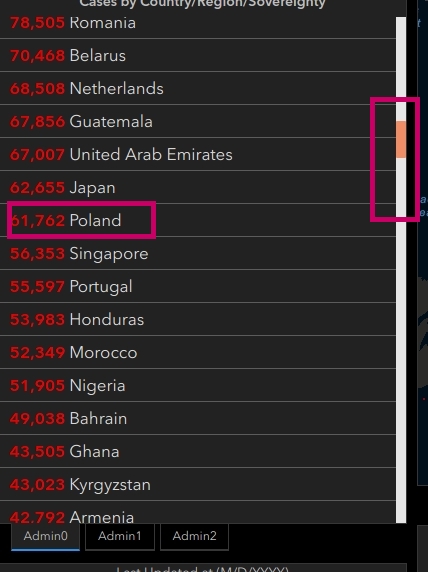 Cases by Country/Region/Sovereignty
78,505 Romania
70,468 Belarus
68,508 Netherlands
67,856 Guatemala
67,007 United Arab Emirates
62,655 Japan
61,762 Poland
56,353 Singapore
55,597 Portugal
53,983 Honduras
52,349 Morocco
51,905 Nigeria
49,038 Bahrain
43,505 Ghana
43,023 Kyrgyzstan
42,792 Armenia
Admin0 Admin1 Admin2
Last Updated at (M/D/YYYY)